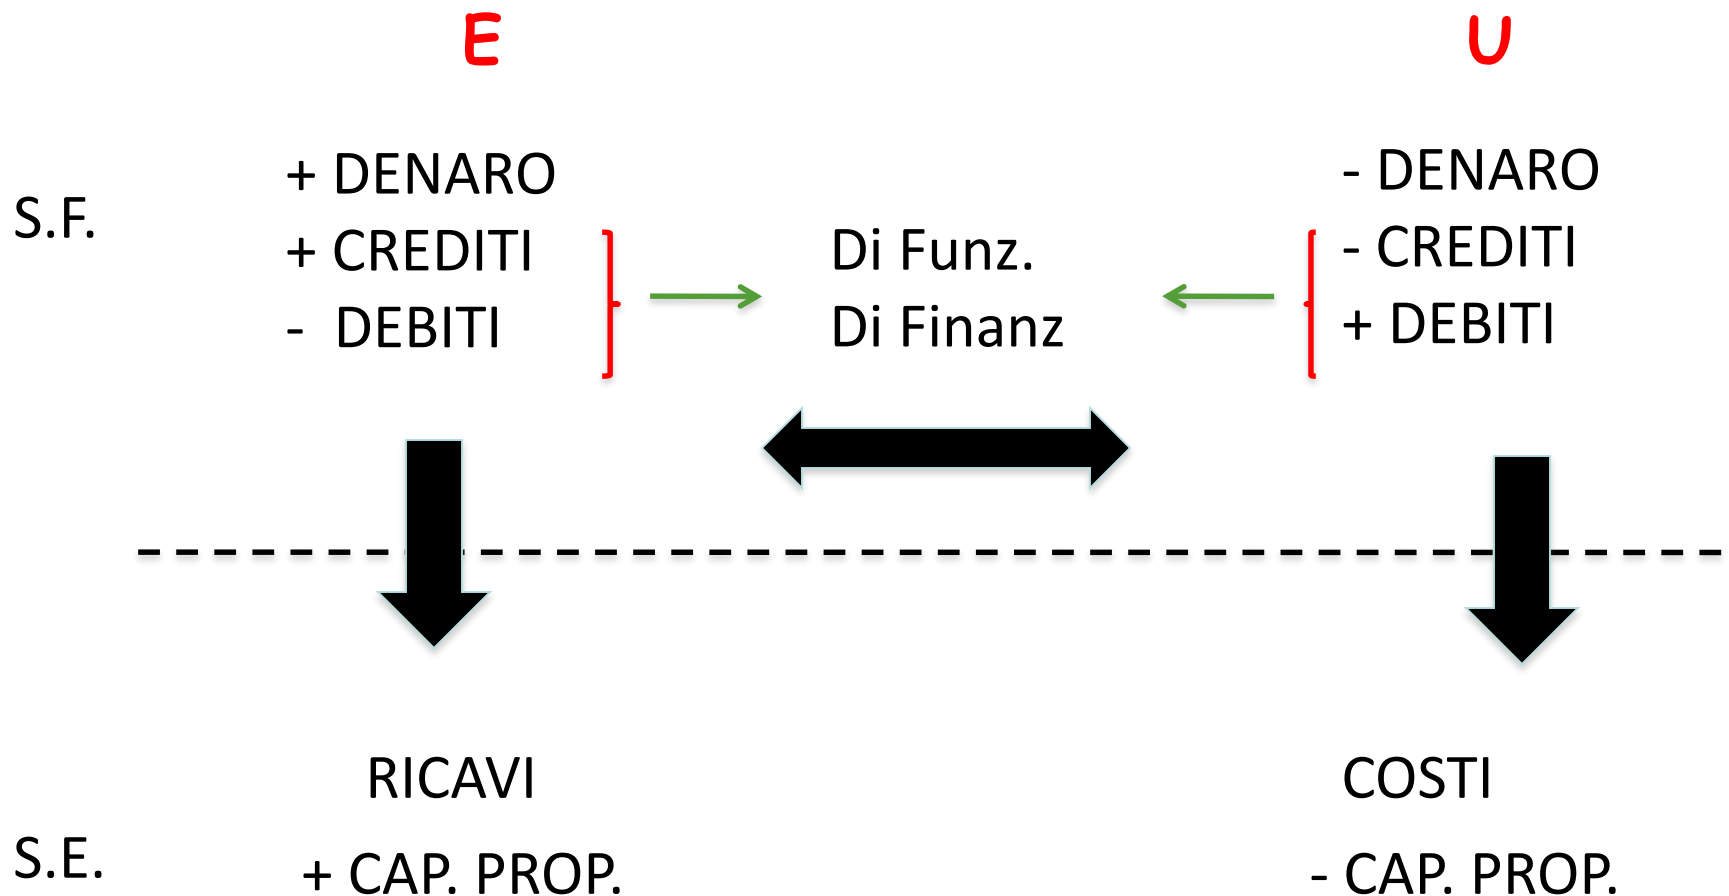 E
U
S.F.
+ DENARO
+ CREDITI
- DEBITI
Di Funz.
Di Finanz
- DENARO
- CREDITI
+ DEBITI
S.E.
RICAVI
+ CAP. PROP.
COSTI
- CAP. PROP.